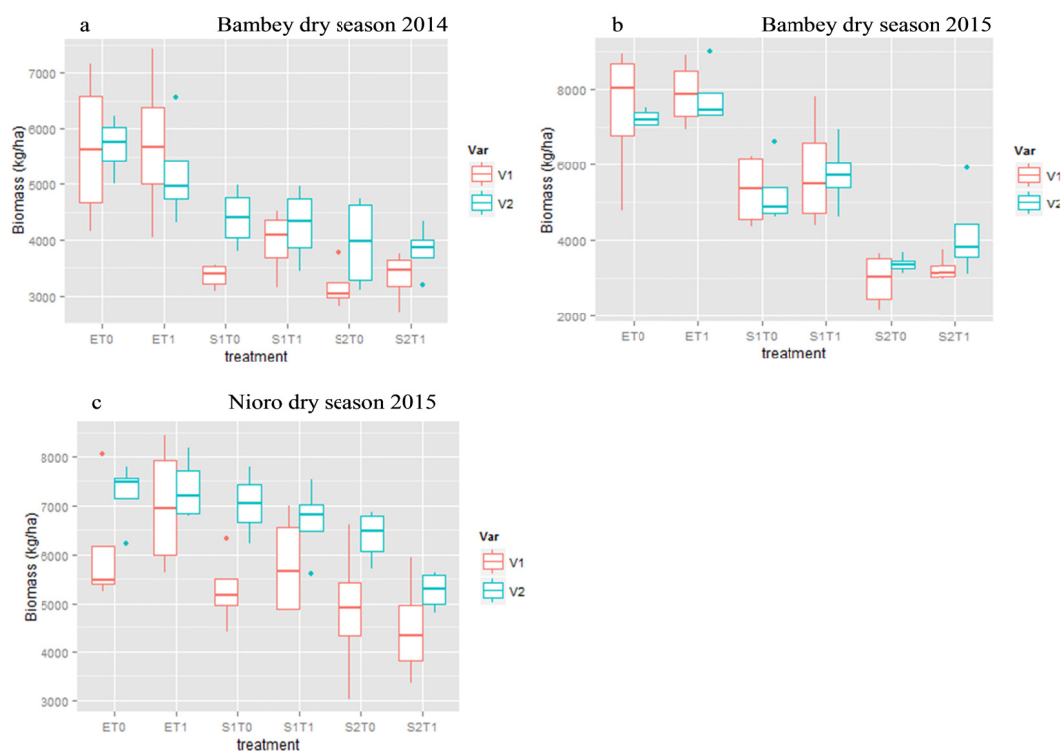 a
Bambey dry season 2014
Biomass (kg/ha)
7000
6000
5000
4000
3000
ET0
ET1
S1T0
S1T1
S2T0
S2T1
treatment
Var
V1
V2
b
Bambey dry season 2015
Biomass (kg/ha)
8000
6000
4000
2000
ET0
ET1
S1T0
S1T1
S2T0
S2T1
treatment
Var
V1
V2
c
Nioro dry season 2015
Biomass (kg/ha)
8000
7000
6000
5000
4000
3000
ET0
ET1
S1T0
S1T1
S2T0
S2T1
treatment
Var
V1
V2